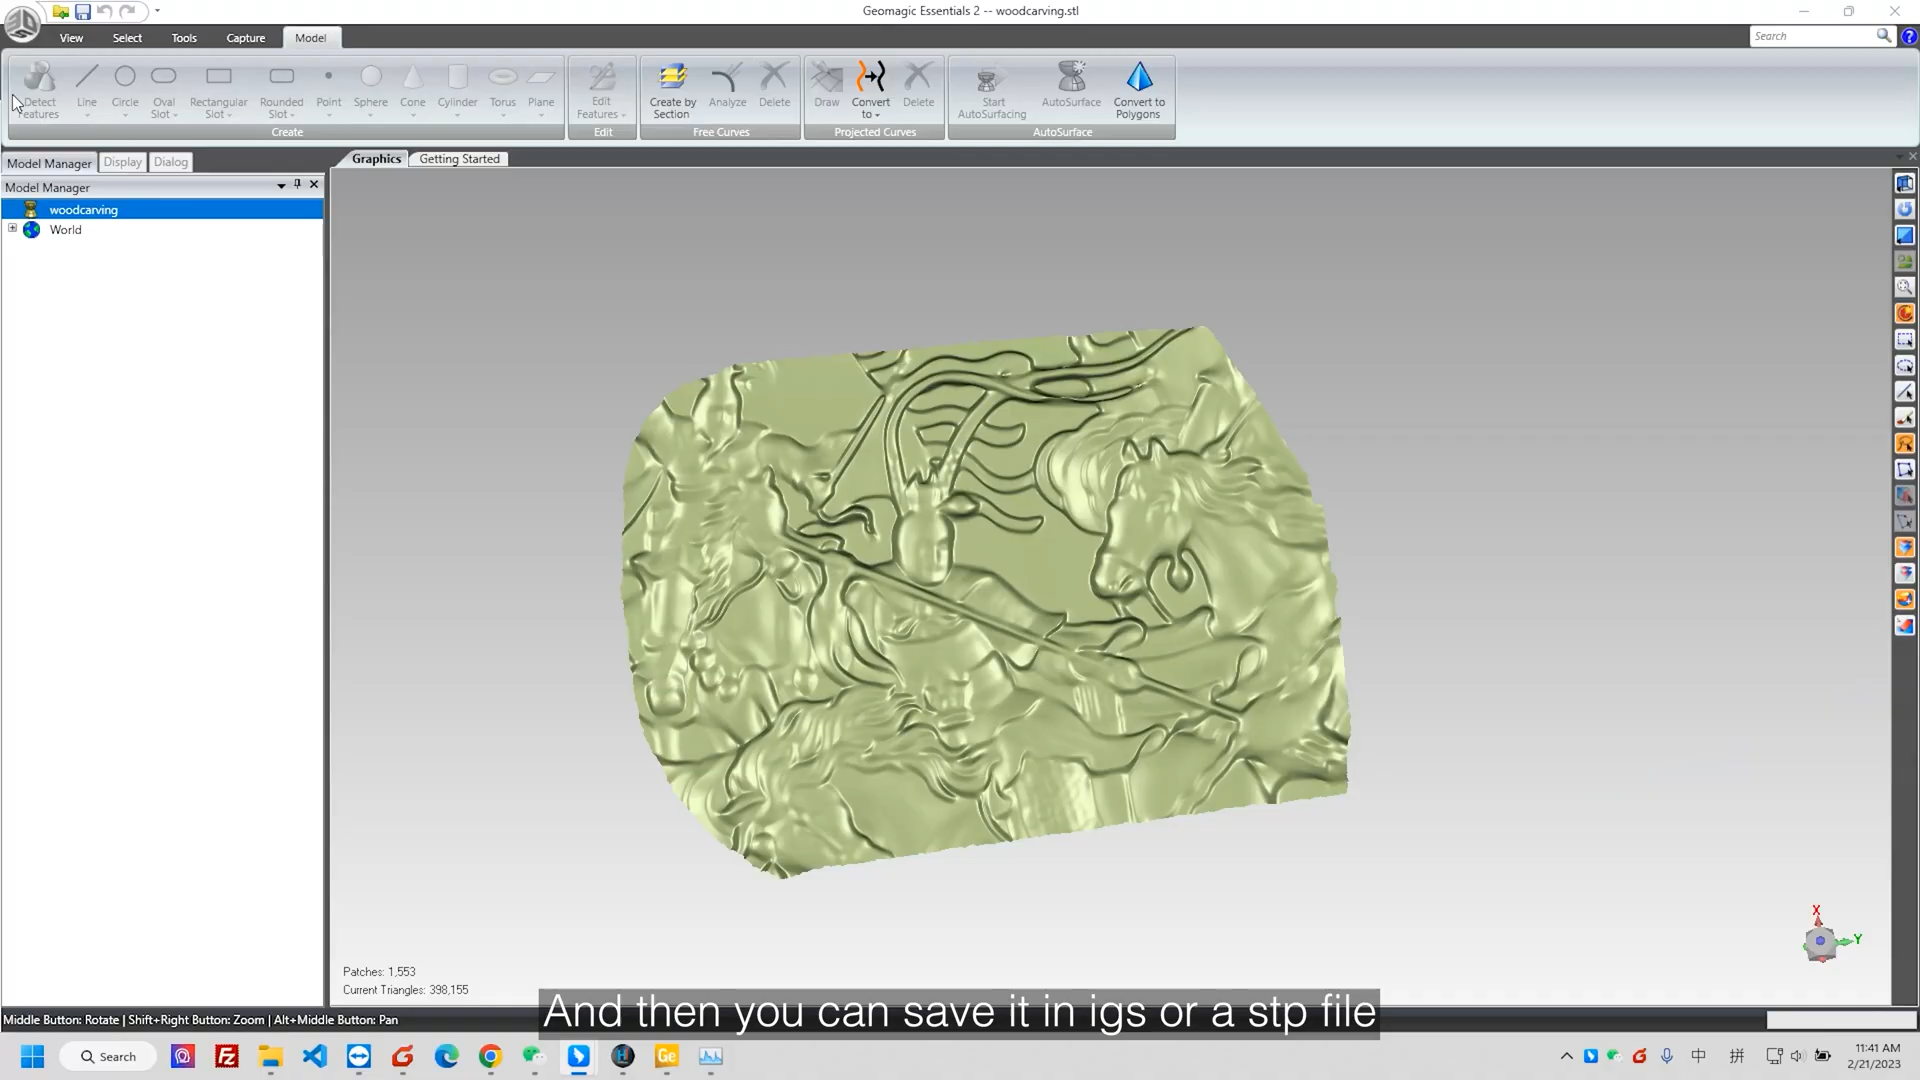 Geomagic Essentials 2 -- woodcarving.stl
View
Select
Tools
Capture
Model
Search
Detect Features
Line
Circle
Oval Slot
Rectangular Slot
Rounded Slot
Point
Sphere
Cone
Cylinder
Torus
Plane
Create
Edit Features
Edit
Create by Section
Analyze
Delete
Free Curves
Draw
Convert to
Delete
Projected Curves
Start AutoSurfacing
AutoSurface
Convert to Polygons
AutoSurface
Model Manager
Display
Dialog
Graphics
Getting Started
Model Manager
woodcarving
World
X
Y
Patches: 1,553
Current Triangles: 398,155
And then you can save it in igs or a stp file
Middle Button: Rotate | Shift+Right Button: Zoom | Alt+Middle Button: Pan
Search
Fz
Ge
中
拼
11:41 AM
2/21/2023